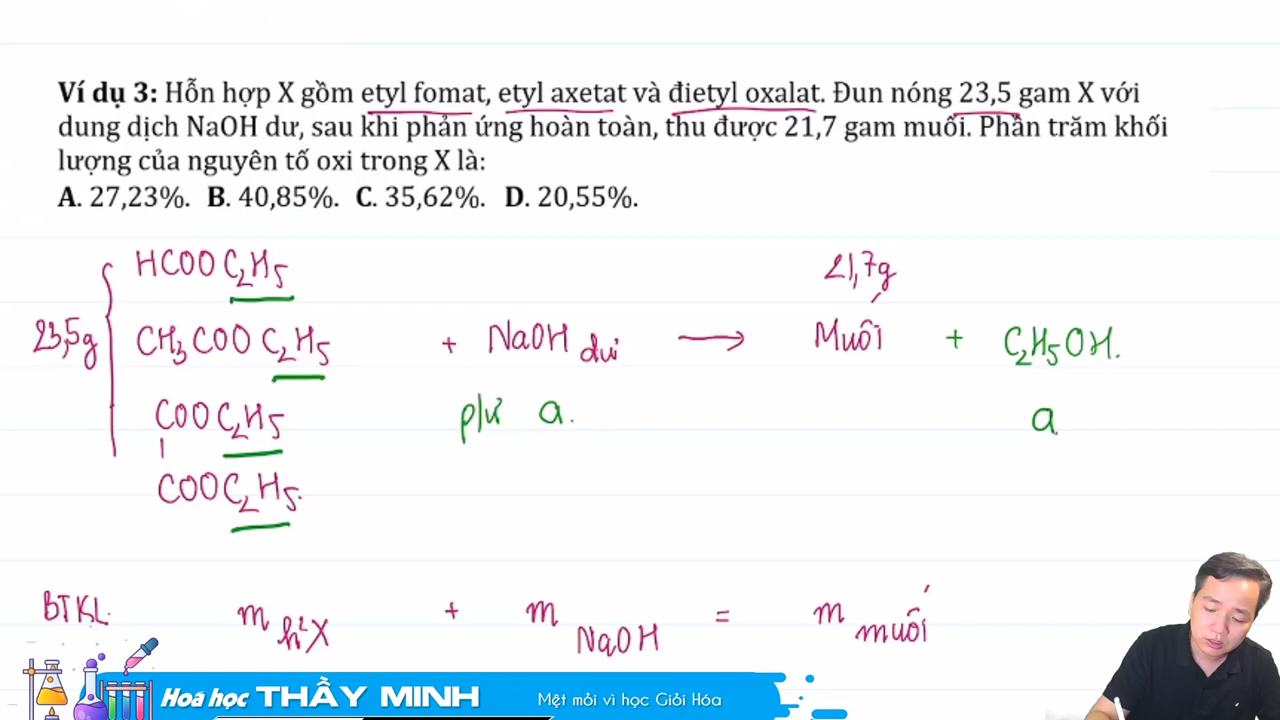 Ví dụ 3: Hỗn hợp X gồm etyl fomat, etyl axetat và đietyl oxalat. Đun nóng 23,5 gam X với
dung dịch NaOH dư, sau khi phản ứng hoàn toàn, thu được 21,7 gam muối. Phần trăm khối
lượng của nguyên tố oxi trong X là:
A. 27,23%. B. 40,85%. C. 35,62%. D. 20,55%.
HCOOC₂H₅
21,7g
23,5g CH₃COOC₂H₅ + NaOH dư → Muối + C₂H₅OH.
COOC₂H₅ p/ư a. a
COOC₂H₅.
BTKL. m h²X + m NaOH = m muối
Hoá học THẦY MINH Mệt mỏi vì học Giỏi Hóa